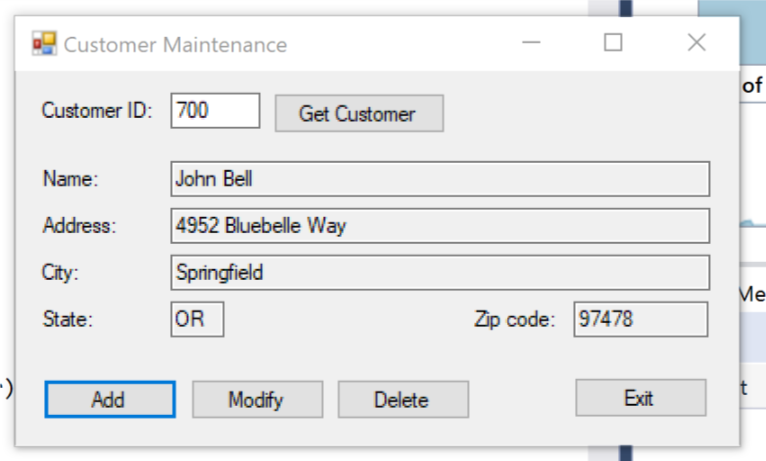 Customer Maintenance
Customer ID: 700 Get Customer
of
Name: John Bell
Address: 4952 Bluebelle Way
City: Springfield
Me
State: OR Zip code: 97478
')
Add Modify Delete Exit
t